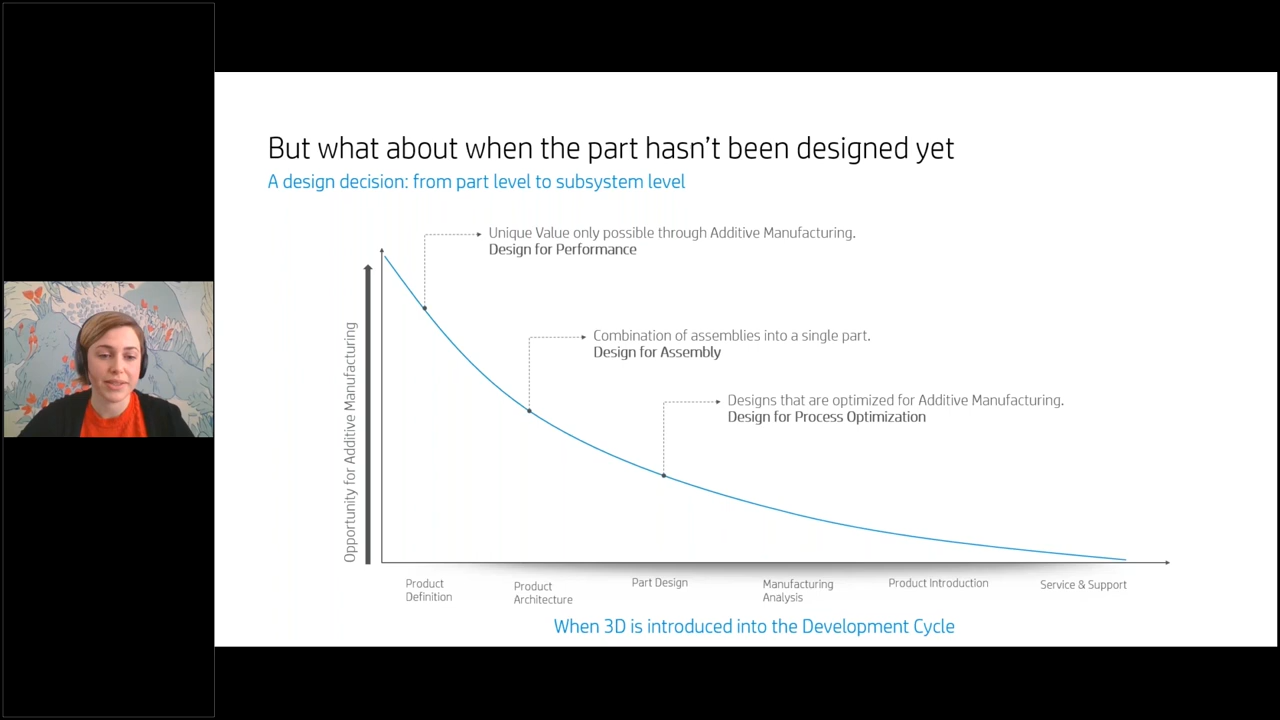 But what about when the part hasn't been designed yet
A design decision: from part level to subsystem level
Unique Value only possible through Additive Manufacturing.
Design for Performance
Combination of assemblies into a single part.
Design for Assembly
Designs that are optimized for Additive Manufacturing.
Design for Process Optimization
Opportunity for Additive Manufacturing
Product
Definition
Product
Architecture
Part Design
Manufacturing
Analysis
Product Introduction
Service & Support
When 3D is introduced into the Development Cycle